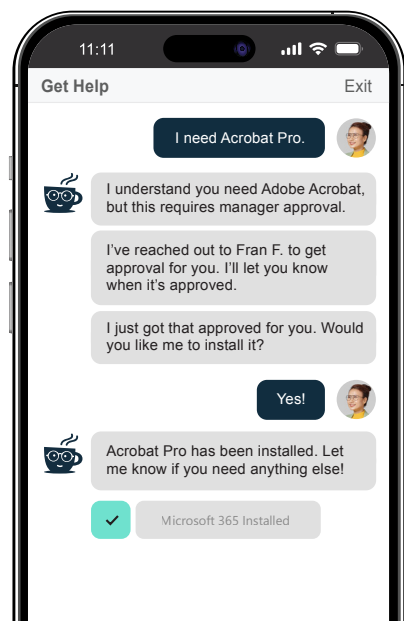 11:11
Get Help
Exit
I need Acrobat Pro.
I understand you need Adobe Acrobat,
but this requires manager approval.
I've reached out to Fran F. to get
approval for you. I'll let you know
when it's approved.
I just got that approved for you. Would
you like me to install it?
Yes!
Acrobat Pro has been installed. Let
me know if you need anything else!
Microsoft 365 Installed